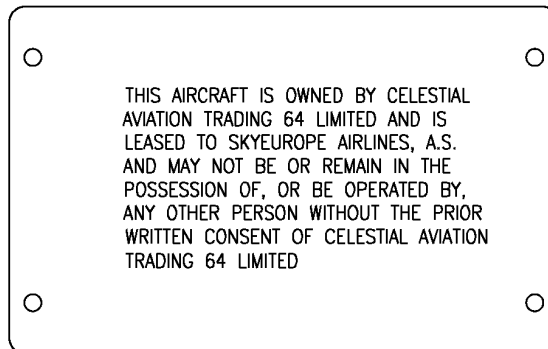 THIS AIRCRAFT IS OWNED BY CELESTIAL
AVIATION TRADING 64 LIMITED AND IS
LEASED TO SKYEUROPE AIRLINES, A.S.
AND MAY NOT BE OR REMAIN IN THE
POSSESSION OF, OR BE OPERATED BY,
ANY OTHER PERSON WITHOUT THE PRIOR
WRITTEN CONSENT OF CELESTIAL AVIATION
TRADING 64 LIMITED